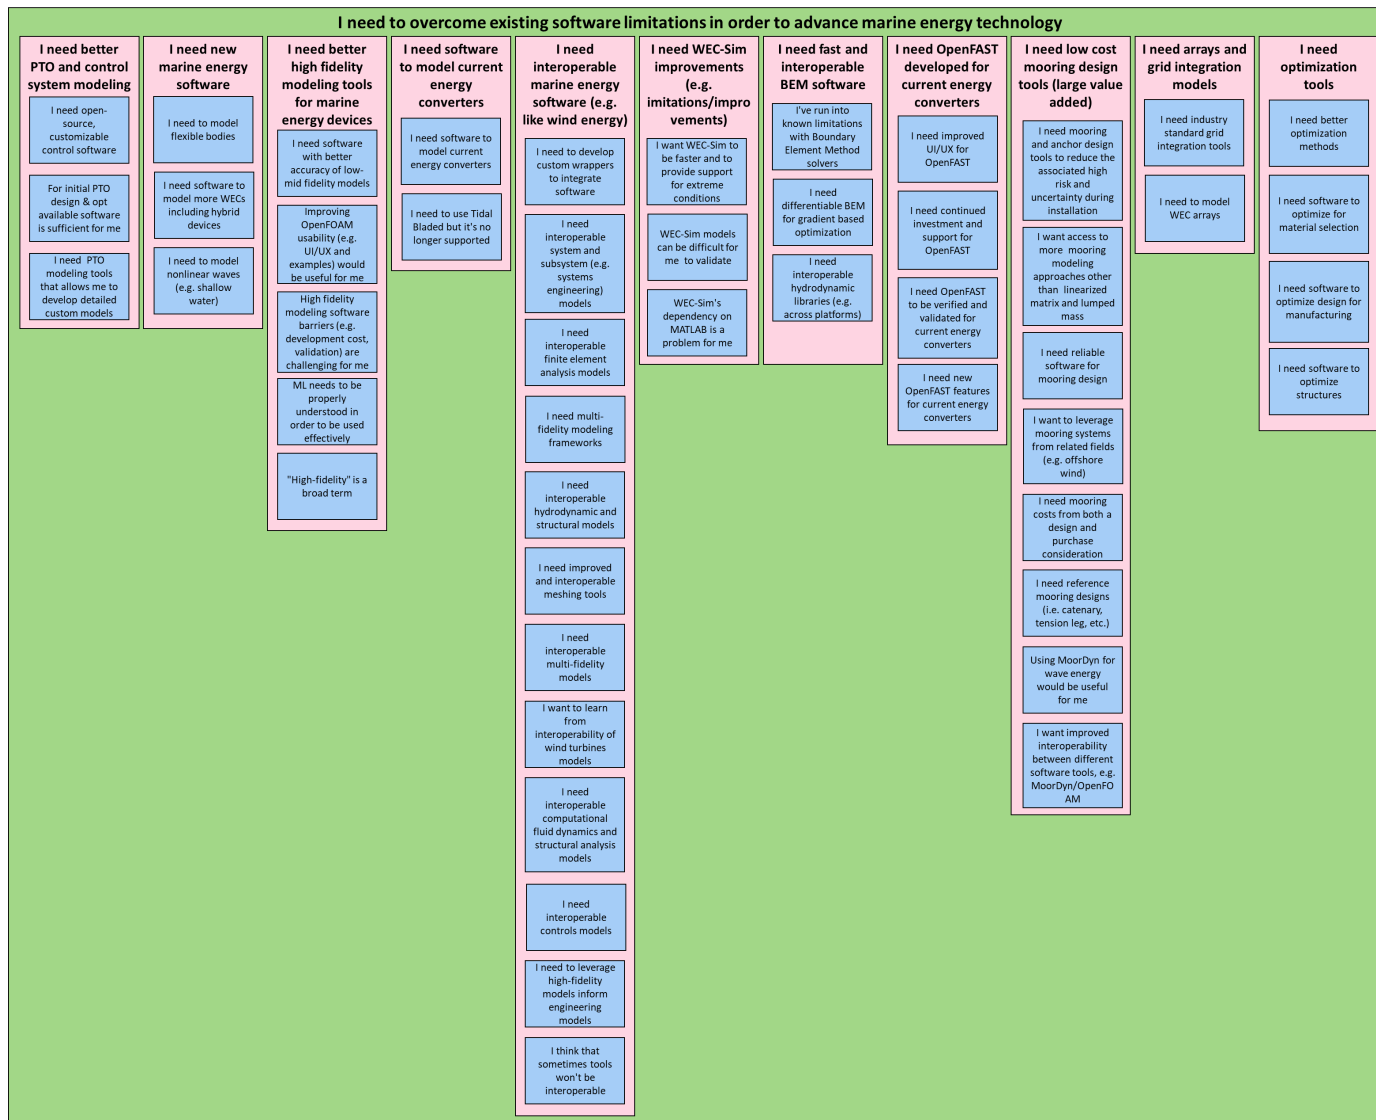 I need to overcome existing software limitations in order to advance marine energy technology
I need better
PTO and control
system modeling
I need open-
source,
customizable
control software
For initial PTO
design & opt
available software
is sufficient for me
I need  PTO
modeling tools
that allows me to
develop detailed
custom models
I need new
marine energy
software
I need to model
flexible bodies
I need software to
model more WECs
including hybrid
devices
I need to model
nonlinear waves
(e.g. shallow
water)
I need better
high fidelity
modeling tools
for marine
energy devices
I need software
with better
accuracy of low-
mid fidelity models
Improving
OpenFOAM
usability (e.g.
UI/UX and
examples) would
be useful for me
High fidelity
modeling software
barriers (e.g.
development cost,
validation) are
challenging for me
ML needs to be
properly
understood in
order to be used
effectively
"High-fidelity" is a
broad term
I need software
to model current
energy
converters
I need software to
model current
energy converters
I need to use Tidal
Bladed but it's no
longer supported
I need
interoperable
marine energy
software (e.g.
like wind energy)
I need to develop
custom wrappers
to integrate
software
I need
interoperable
system and
subsystem (e.g.
systems
engineering)
models
I need
interoperable
finite element
analysis models
I need multi-
fidelity modeling
frameworks
I need
interoperable
hydrodynamic and
structural models
I need improved
and interoperable
meshing tools
I need
interoperable
multi-fidelity
models
I want to learn
from
interoperability of
wind turbines
models
I need
interoperable
computational
fluid dynamics and
structural analysis
models
I need
interoperable
controls models
I need to leverage
high-fidelity
models inform
engineering
models
I think that
sometimes tools
won't be
interoperable
I need WEC-Sim
improvements
(e.g.
imitations/impro
vements)
I want WEC-Sim to
be faster and to
provide support
for extreme
conditions
WEC-Sim models
can be difficult for
me  to validate
WEC-Sim's
dependency on
MATLAB is a
problem for me
I need fast and
interoperable
BEM software
I've run into
known limitations
with Boundary
Element Method
solvers
I need
differentiable BEM
for gradient based
optimization
I need
interoperable
hydrodynamic
libraries (e.g.
across platforms)
I need OpenFAST
developed for
current energy
converters
I need improved
UI/UX for
OpenFAST
I need continued
investment and
support for
OpenFAST
I need OpenFAST
to be verified and
validated for
current energy
converters
I need new
OpenFAST features
for current energy
converters
I need low cost
mooring design
tools (large value
added)
I need mooring
and anchor design
tools to reduce the
associated high
risk and
uncertainty during
installation
I want access to
more  mooring
modeling
approaches other
than  linearized
matrix and lumped
mass
I need reliable
software for
mooring design
I want to leverage
mooring systems
from related fields
(e.g. offshore
wind)
I need mooring
costs from both a
design and
purchase
consideration
I need reference
mooring designs
(i.e. catenary,
tension leg, etc.)
Using MoorDyn for
wave energy
would be useful
for me
I want improved
interoperability
between different
software tools, e.g.
MoorDyn/OpenFO
AM
I need arrays and
grid integration
models
I need industry
standard grid
integration tools
I need to model
WEC arrays
I need
optimization
tools
I need better
optimization
methods
I need software to
optimize for
material selection
I need software to
optimize design for
manufacturing
I need software to
optimize
structures